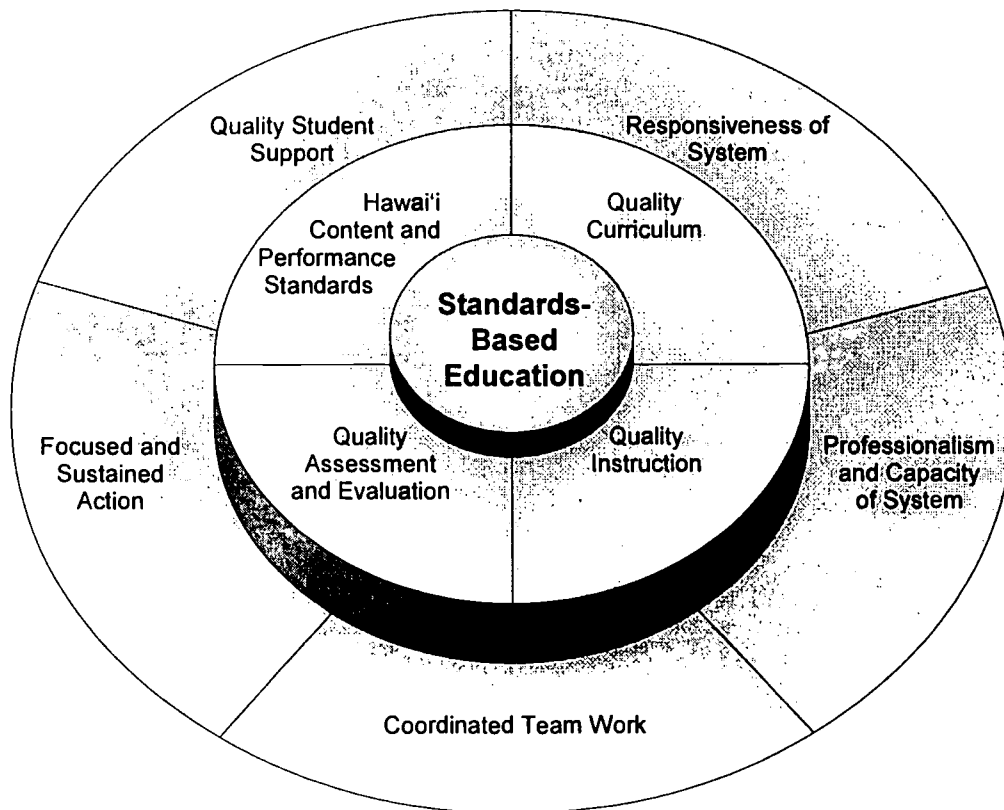 Quality Student
Support
Responsiveness of
System
Hawai‘i
Content and
Performance
Standards
Quality
Curriculum
Standards-
Based
Education
Focused and
Sustained
Action
Quality
Assessment
and Evaluation
Quality
Instruction
Professionalism
and Capacity
of System
Coordinated Team Work